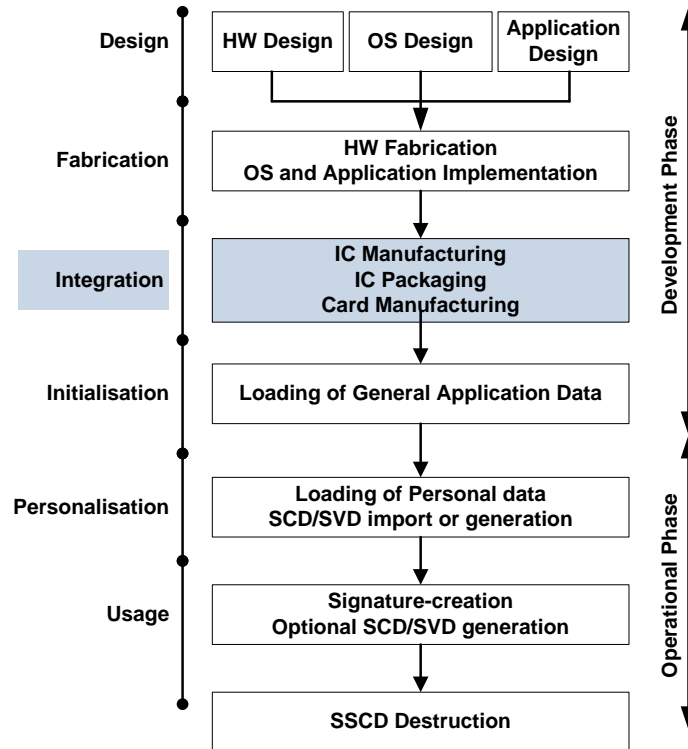 Design
HW Design
OS Design
Application
Design
Fabrication
HW Fabrication
OS and Application Implementation
Integration
IC Manufacturing
IC Packaging
Card Manufacturing
Initialisation
Loading of General Application Data
Personalisation
Loading of Personal data
SCD/SVD import or generation
Usage
Signature-creation
Optional SCD/SVD generation
SSCD Destruction
Development Phase
Operational Phase